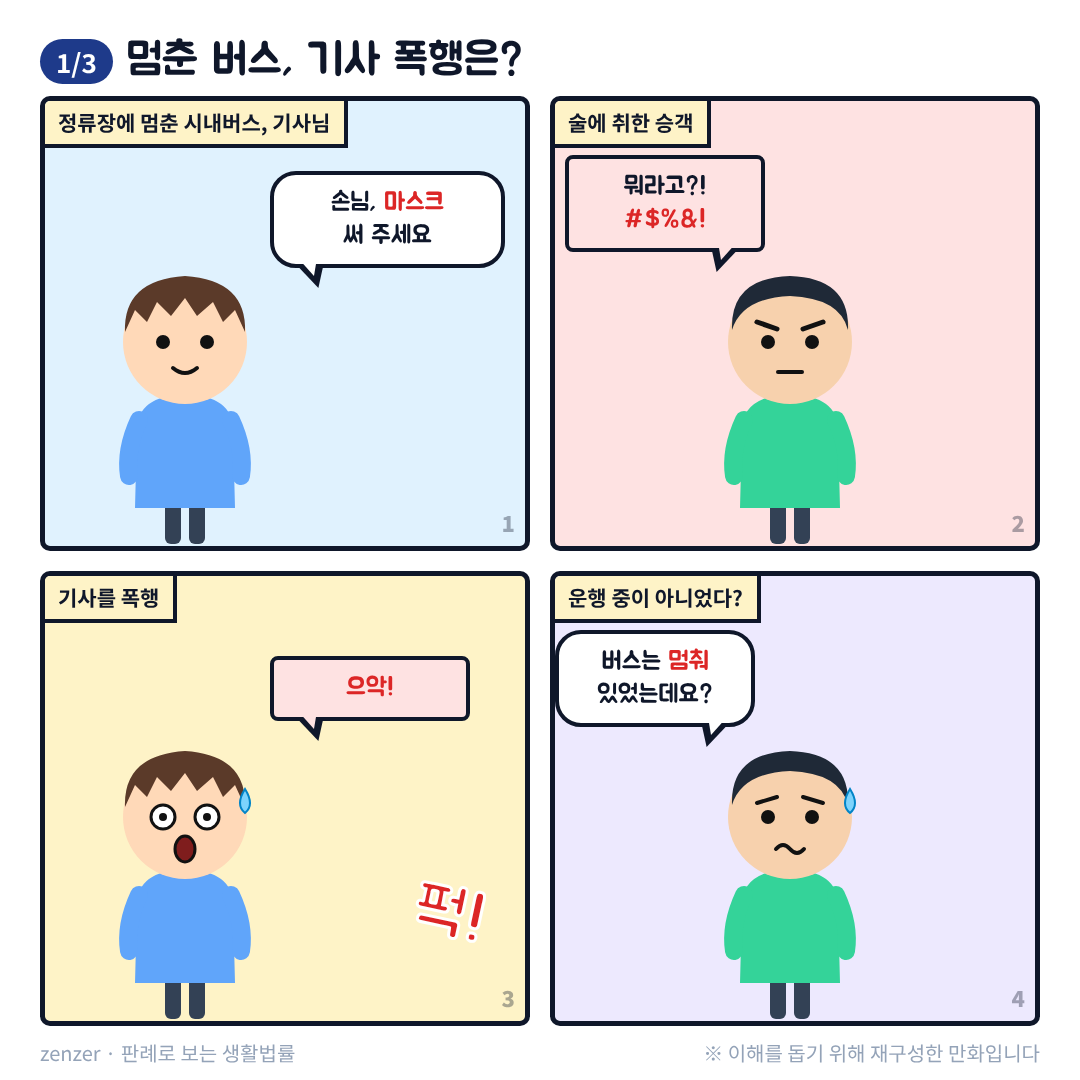 1/3 멈춘 버스, 기사 폭행은?
정류장에 멈춘 시내버스, 기사님
손님, 마스크
써 주세요
1
술에 취한 승객
뭐라고?!
#$%&!
2
기사를 폭행
으악!
퍽!
3
운행 중이 아니었다?
버스는 멈춰
있었는데요?
4
zenzer · 판례로 보는 생활법률
※ 이해를 돕기 위해 재구성한 만화입니다